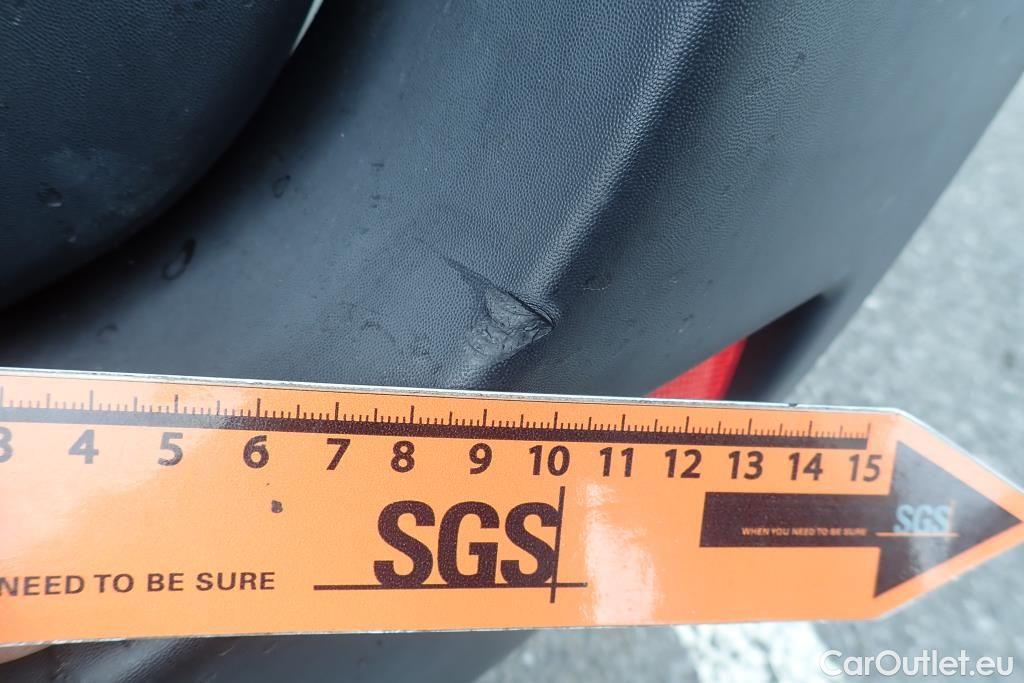 3 4 5 6 7 8 9 10 11 12 13 14 15
SGS
WHEN YOU NEED TO BE SURE SGS
NEED TO BE SURE
CarOutlet.eu